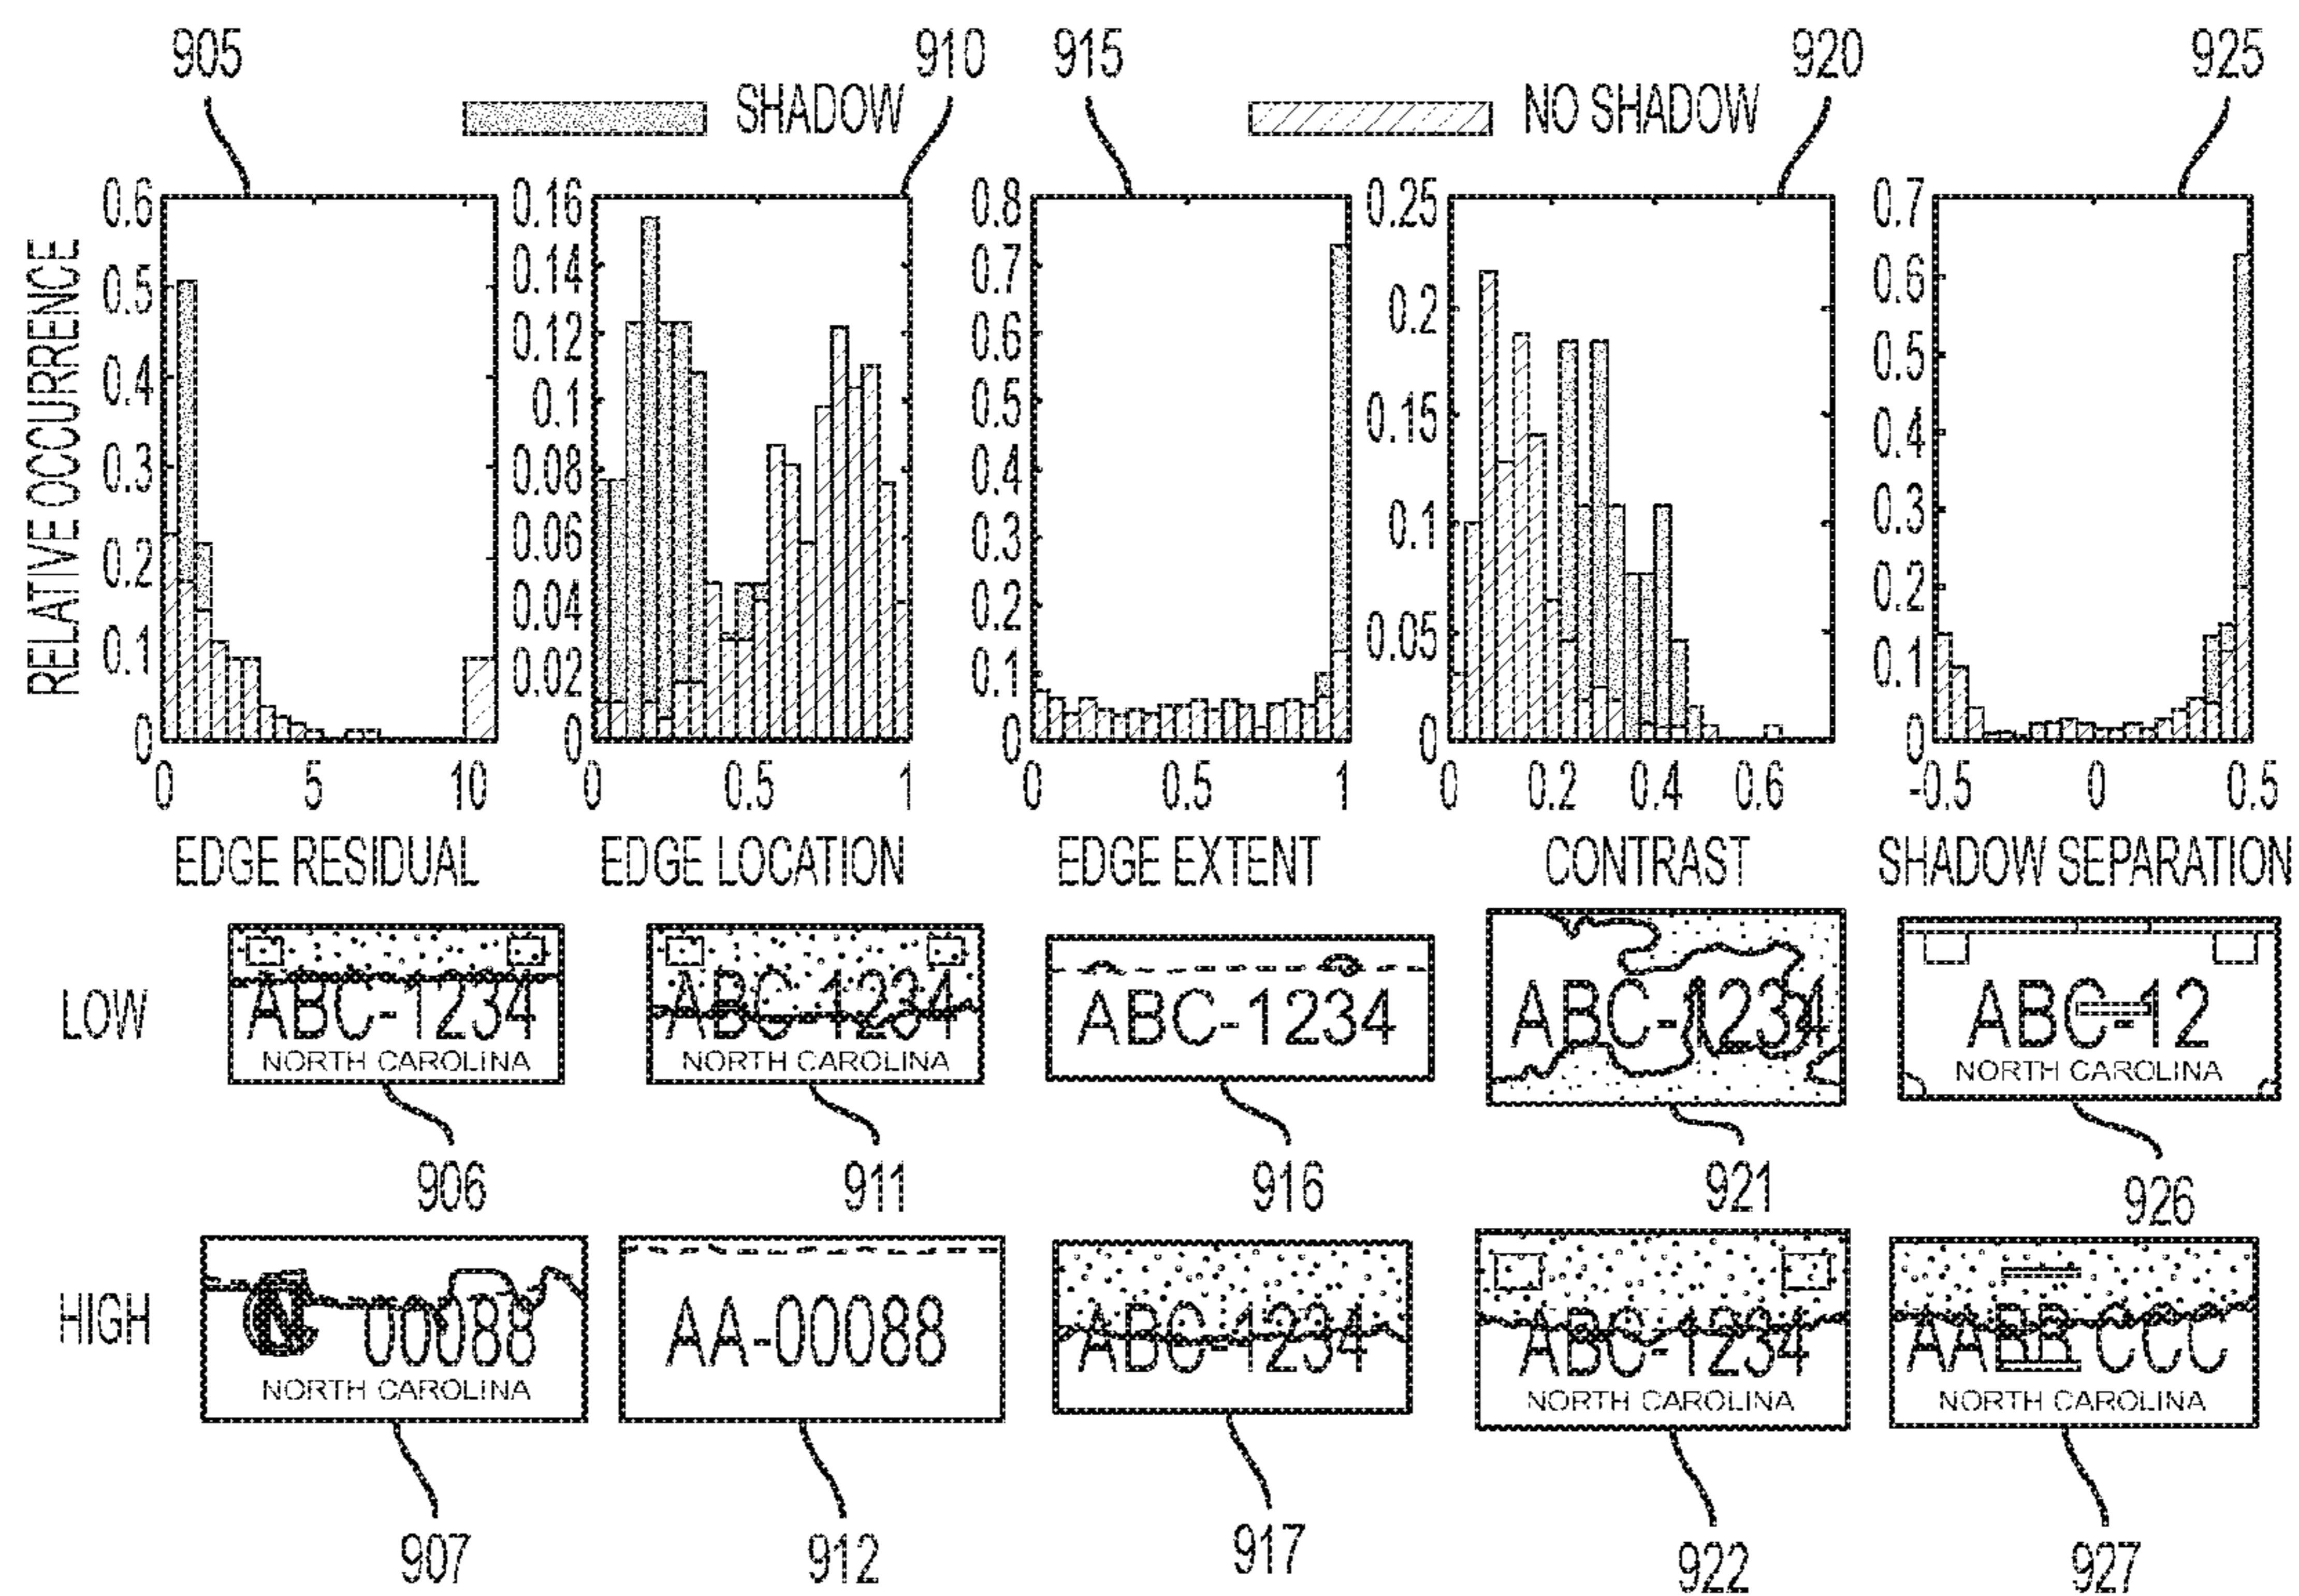 905 910 915 920 925
SHADOW NO SHADOW
RELATIVE OCCURRENCE
0.6 0.5 0.4 0.3 0.2 0.1 0
0 5 10
EDGE RESIDUAL
0.16 0.14 0.12 0.1 0.08 0.06 0.04 0.02 0
0 0.5 1
EDGE LOCATION
0.8 0.7 0.6 0.5 0.4 0.3 0.2 0.1 0
0 0.5 1
EDGE EXTENT
0.25 0.2 0.15 0.1 0.05 0
0 0.2 0.4 0.6
CONTRAST
0.7 0.6 0.5 0.4 0.3 0.2 0.1 0
-0.5 0 0.5
SHADOW SEPARATION
LOW
ABC-1234
NORTH CAROLINA
906
ABC-1234
NORTH CAROLINA
911
ABC-1234
916
ABC-1234
921
ABC-12
NORTH CAROLINA
926
HIGH
00088
NORTH CAROLINA
907
AA-00088
912
ABC-1234
917
ABC-1234
NORTH CAROLINA
922
AABB CCC
NORTH CAROLINA
927